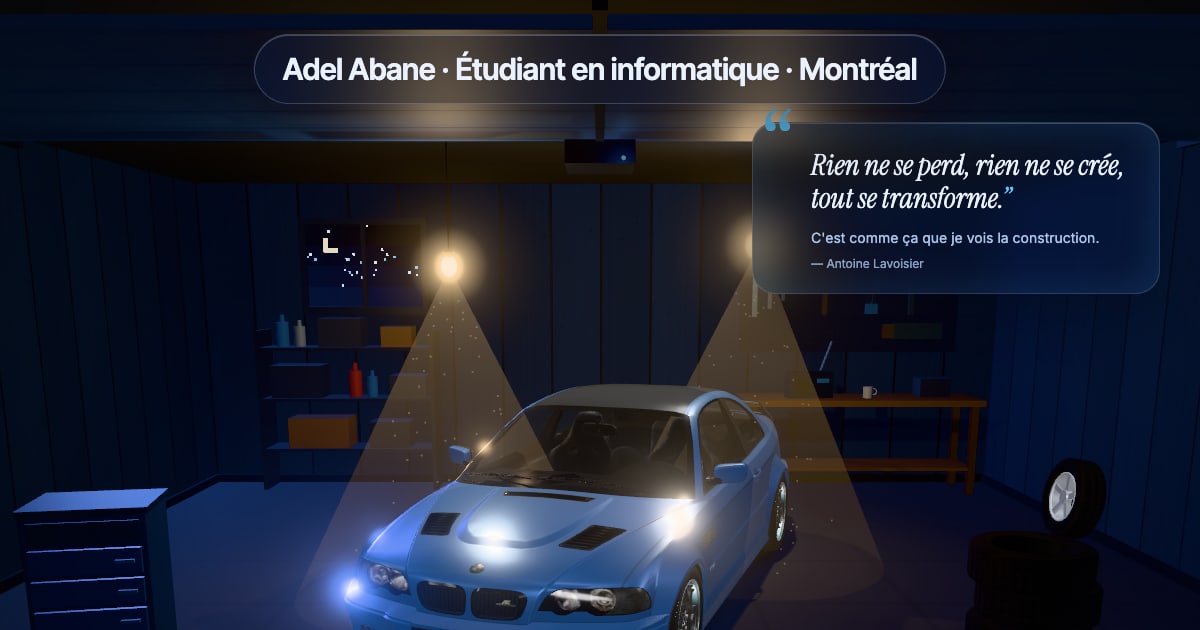 Adel Abane · Étudiant en informatique · Montréal
“
Rien ne se perd, rien ne se crée,
tout se transforme.”
C'est comme ça que je vois la construction.
— Antoine Lavoisier